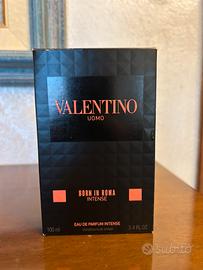 VALENTINO
UOMO
BORN IN ROMA
INTENSE
EAU DE PARFUM INTENSE
100 ml
3.4 FL.OZ
subito